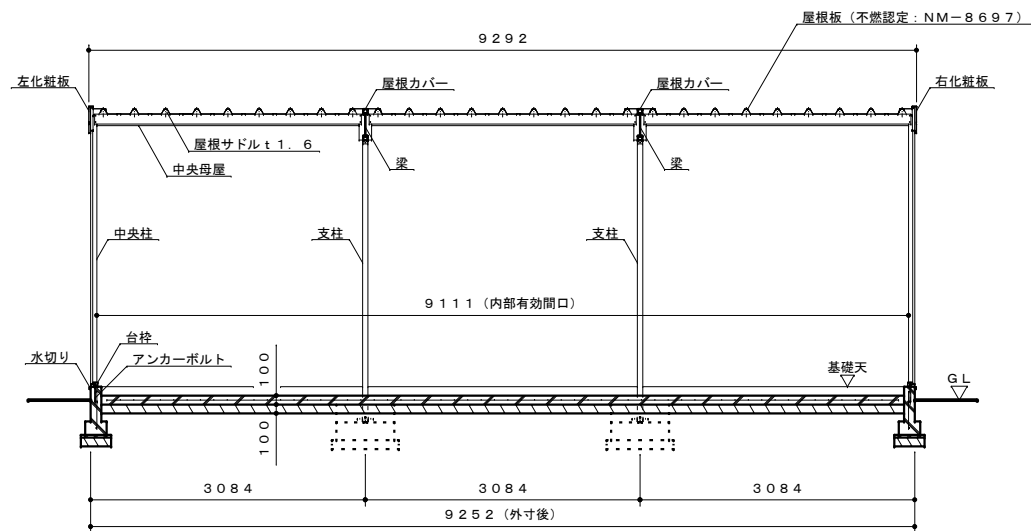 屋根板（不燃認定：ＮＭ－８６９７）
９２９２
左化粧板
屋根カバー
屋根カバー
右化粧板
屋根サドルｔ１．６
中央母屋
梁
梁
中央柱
支柱
支柱
９１１１（内部有効間口）
台枠
水切り
アンカーボルト
１００
基礎天
ＧＬ
１００
３０８４
３０８４
３０８４
９２５２（外寸後）